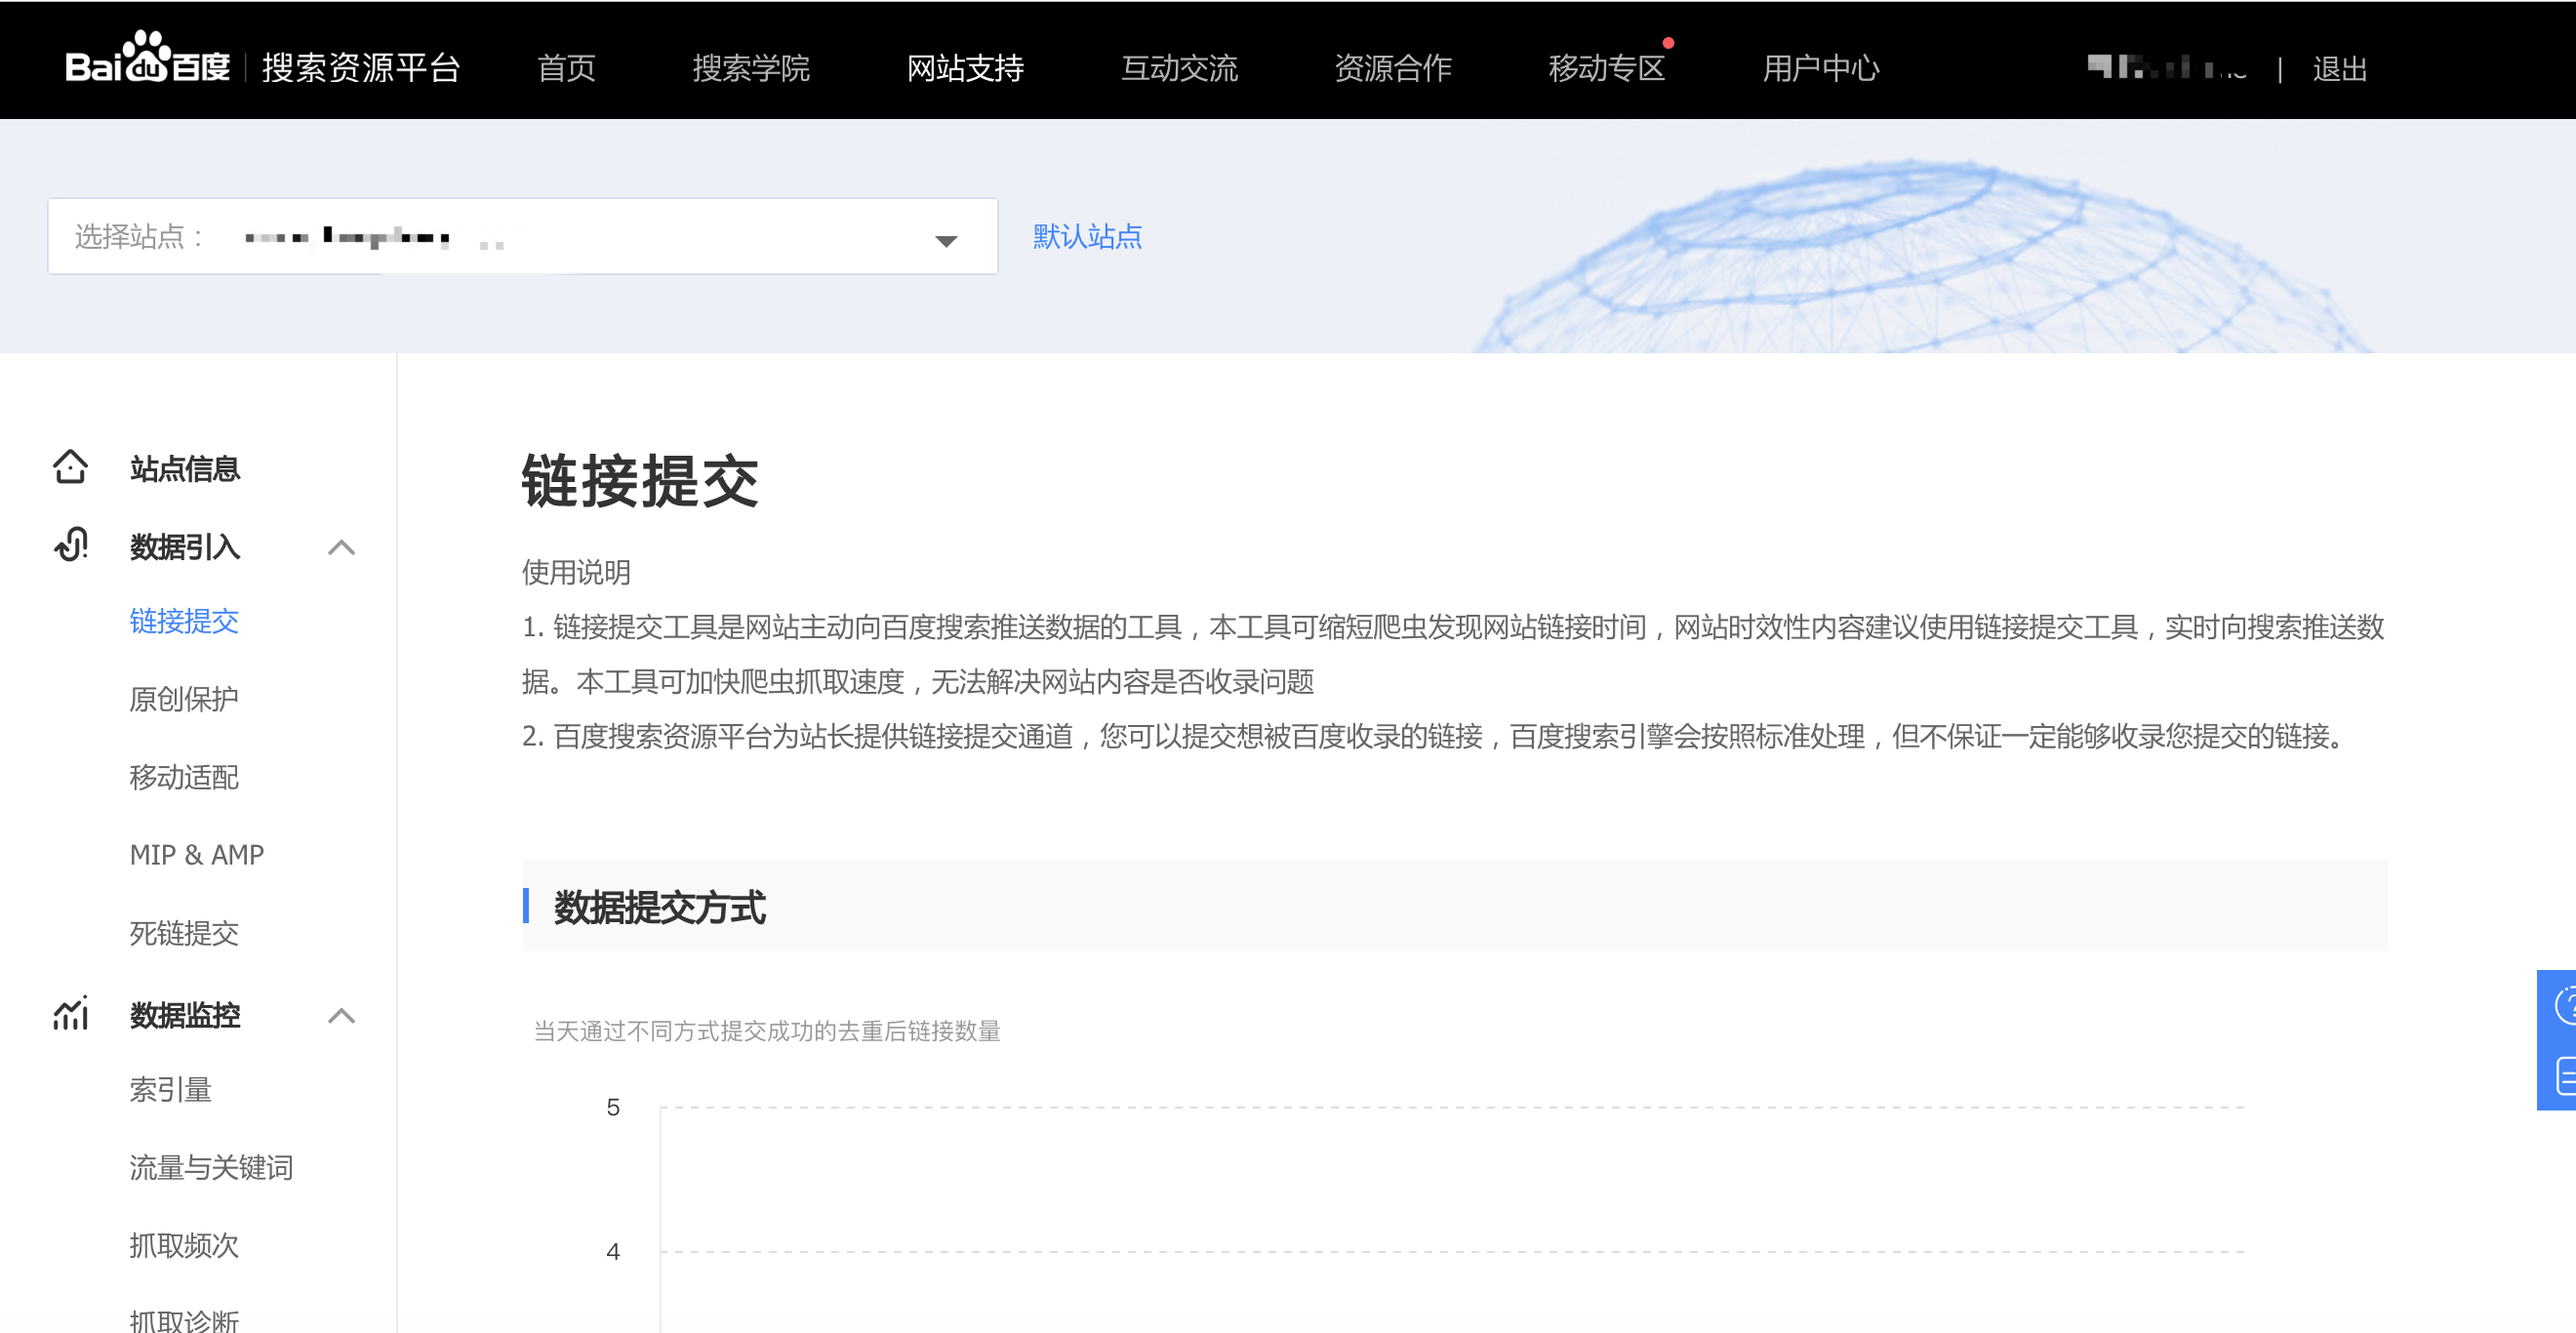 Bai du 百度 | 搜索资源平台 首页 搜索学院 网站支持 互动交流 资源合作 移动专区 用户中心 | 退出
选择站点： 默认站点
站点信息
数据引入
链接提交
原创保护
移动适配
MIP & AMP
死链提交
数据监控
索引量
流量与关键词
抓取频次
抓取诊断
链接提交
使用说明
1. 链接提交工具是网站主动向百度搜索推送数据的工具，本工具可缩短爬虫发现网站链接时间，网站时效性内容建议使用链接提交工具，实时向搜索推送数
据。本工具可加快爬虫抓取速度，无法解决网站内容是否收录问题
2. 百度搜索资源平台为站长提供链接提交通道，您可以提交想被百度收录的链接，百度搜索引擎会按照标准处理，但不保证一定能够收录您提交的链接。
数据提交方式
当天通过不同方式提交成功的去重后链接数量
5
4